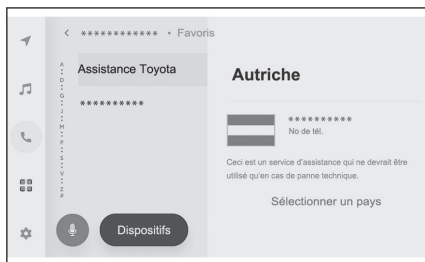 ************ • Favoris
A
D
G
J
M
P
S
V
Z
#
Assistance Toyota
**********
Dispositifs
Autriche
**********
No de tél.
Ceci est un service d'assistance qui ne devrait être
utilisé qu'en cas de panne technique.
Sélectionner un pays